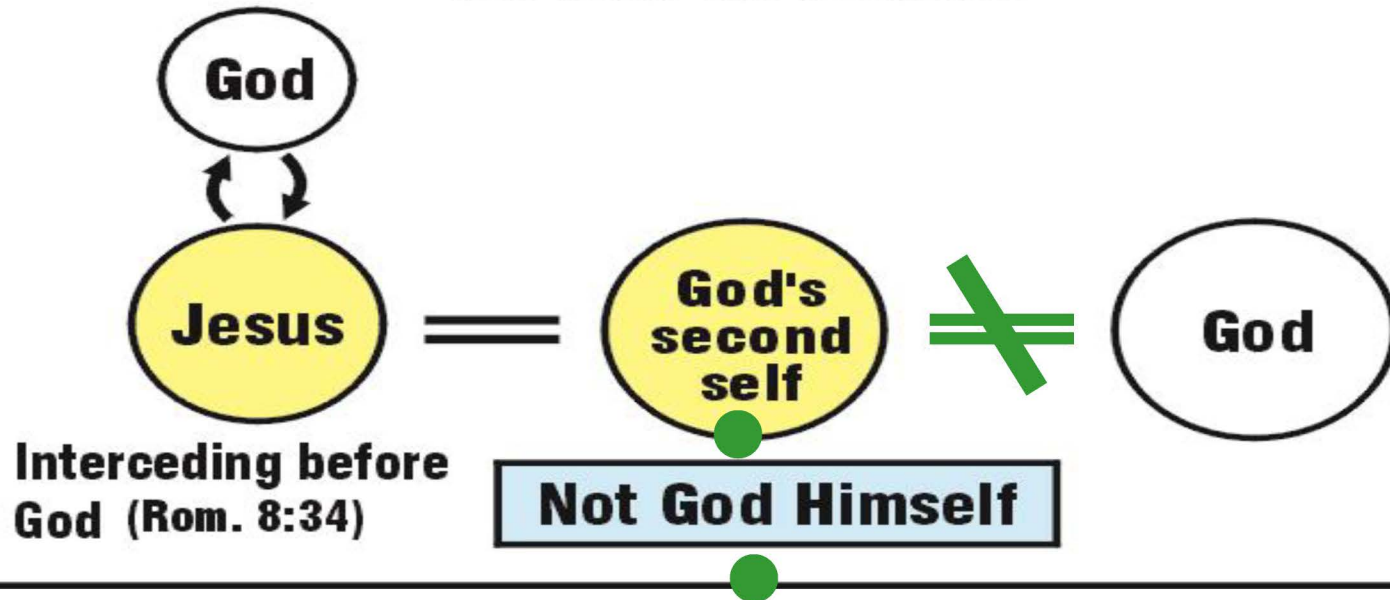 God
Jesus
God's
second
self
God
Interceding before
God (Rom. 8:34)
Not God Himself